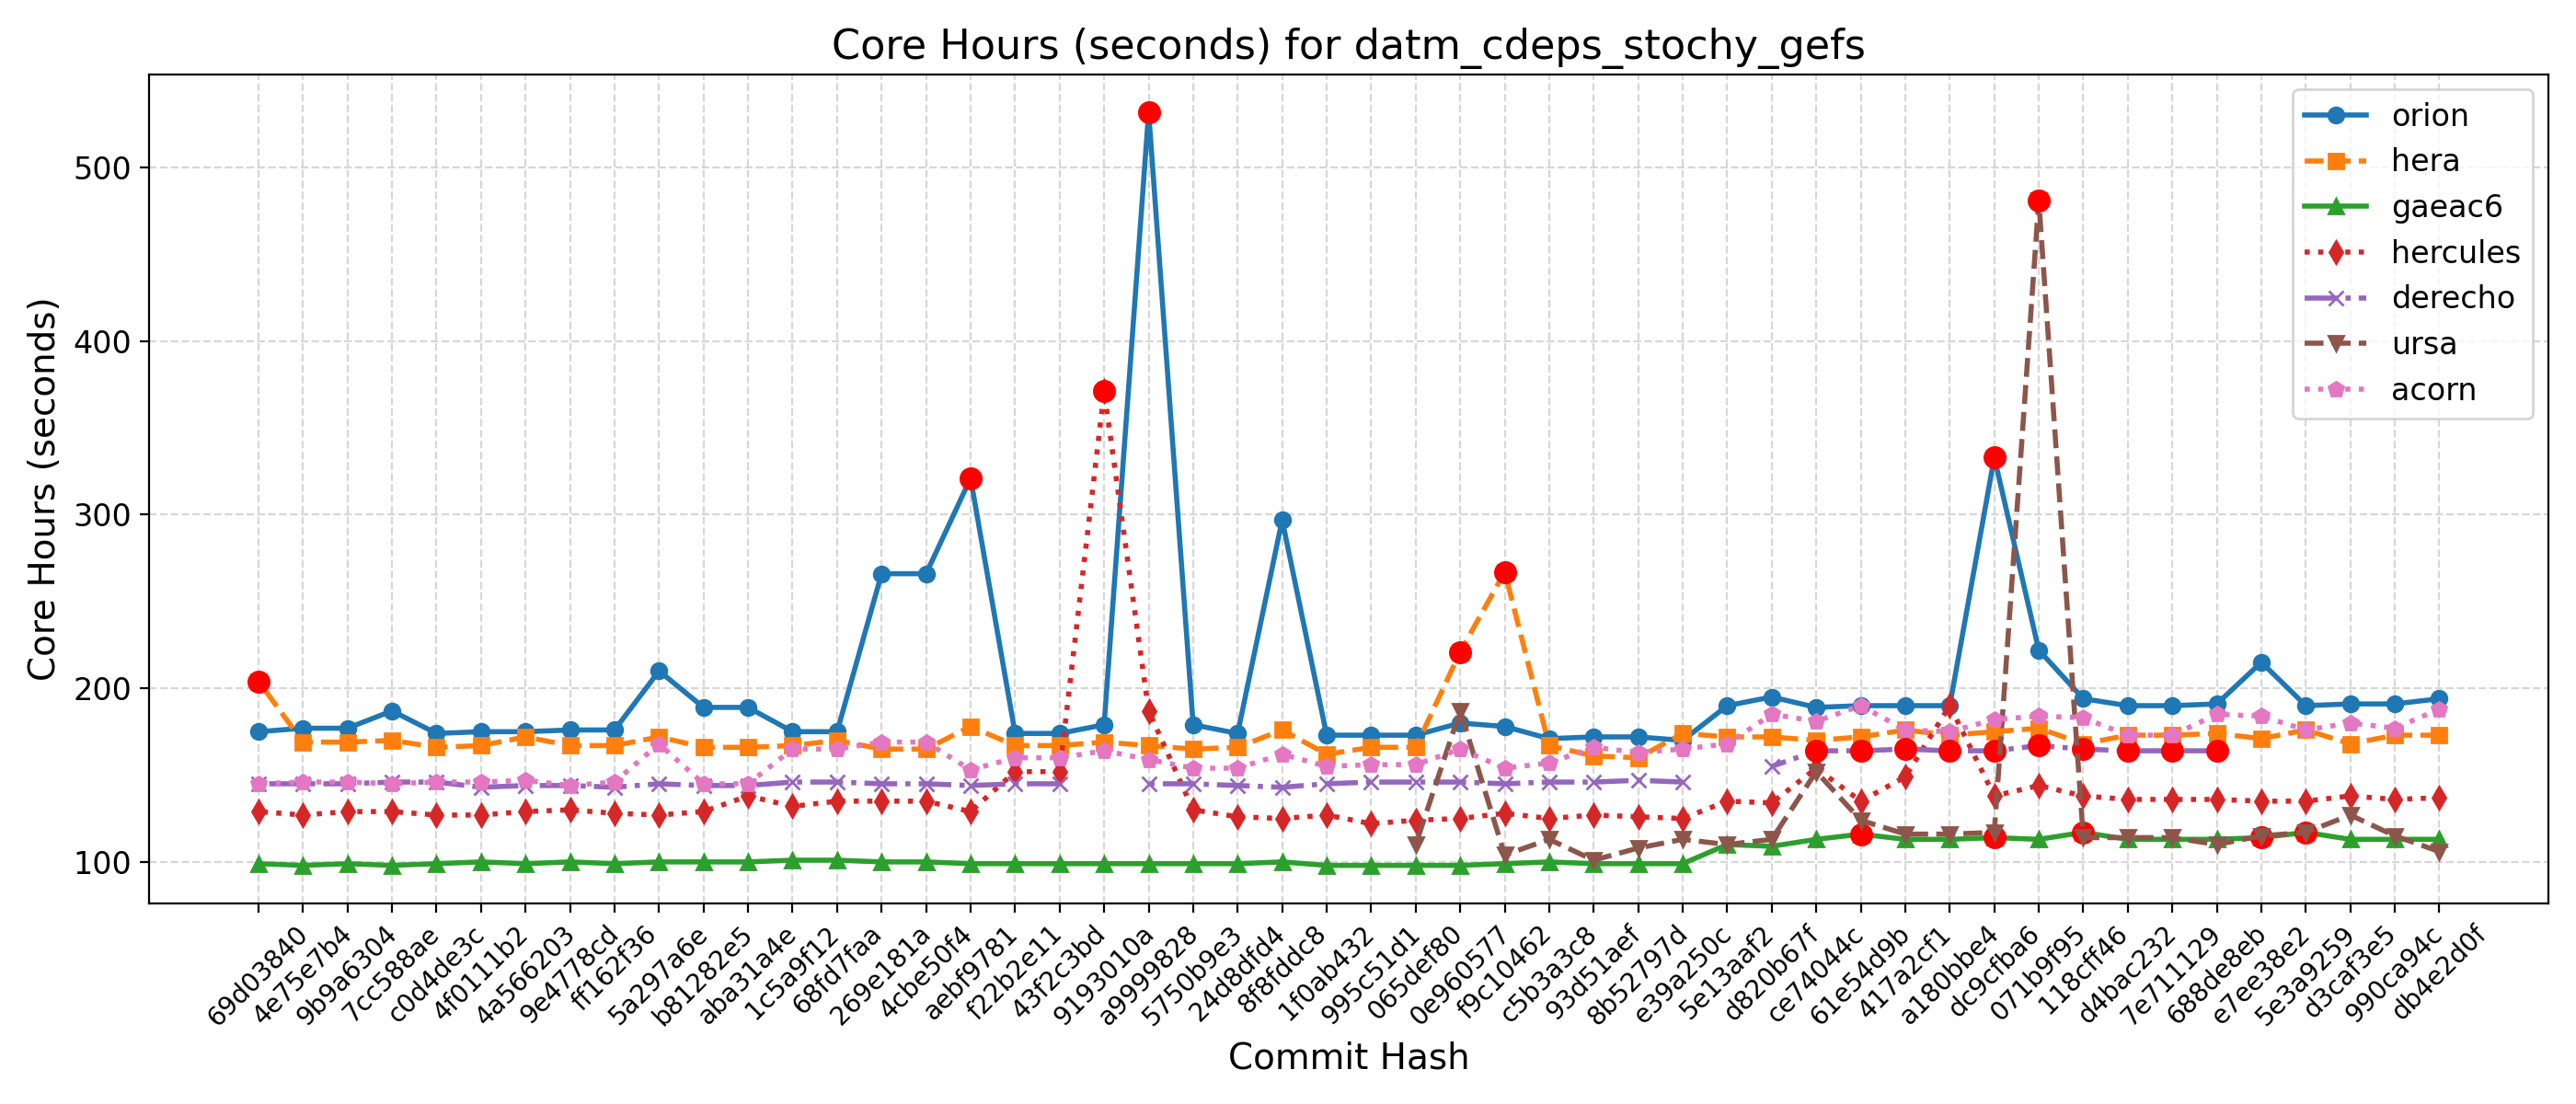 Core Hours (seconds) for datm_cdeps_stochy_gefs
Core Hours (seconds)
500
400
300
200
100
orion
hera
gaeac6
hercules
derecho
ursa
acorn
69d03840
4e75e7b4
9b9a6304
7cc588ae
c0d4de3c
4f0111b2
4a566203
9e4778cd
ff162f36
5a297a6e
b81282e5
aba31a4e
1c5a9f12
68fd7faa
269e181a
4cbe50f4
aebf9781
f22b2e11
43f2c3bd
9193010a
a9999828
5750b9e3
24d8dfd4
8f8fddc8
1f0ab432
995c51d1
065def80
0e960577
f9c10462
c5b3a3c8
93d51aef
8b52797d
e39a250c
5e13aaf2
d820b67f
ce74044c
61e54d9b
417a2cf1
a180bbe4
dc9cfba6
071b9f95
118cff46
d4bac232
7e711129
688de8eb
e7ee38e2
5e3a9259
d3caf3e5
990ca94c
db4e2d0f
Commit Hash